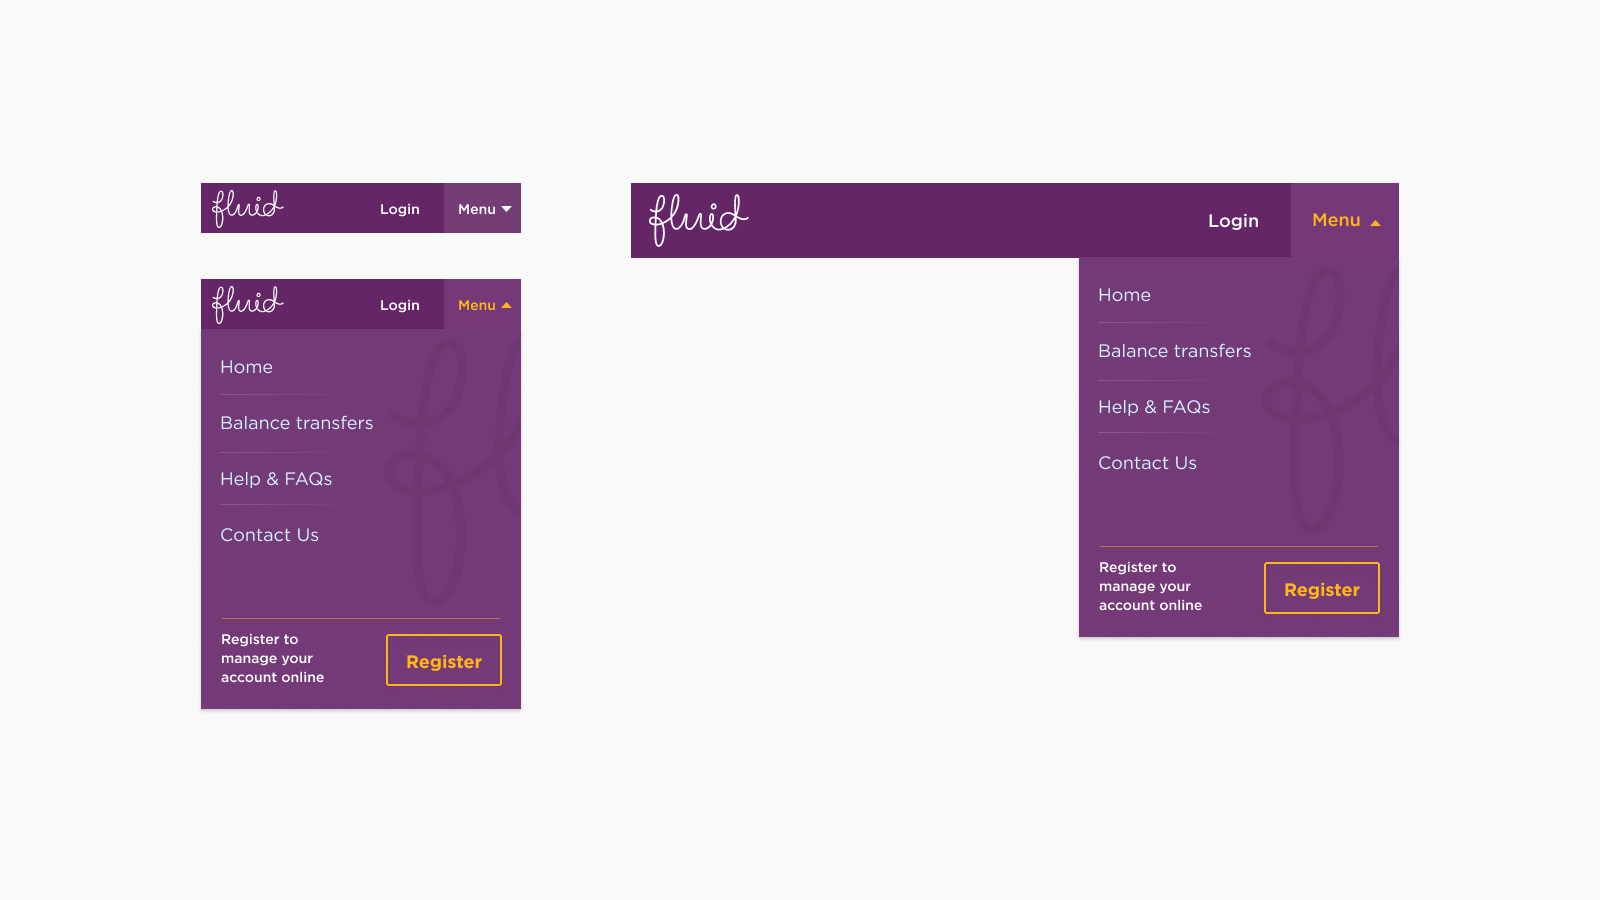 fluid
Login
Menu
fluid
Login
Menu
Home
Balance transfers
Help & FAQs
Contact Us
Register to
manage your
account online
Register
fluid
Login
Menu
Home
Balance transfers
Help & FAQs
Contact Us
Register to
manage your
account online
Register